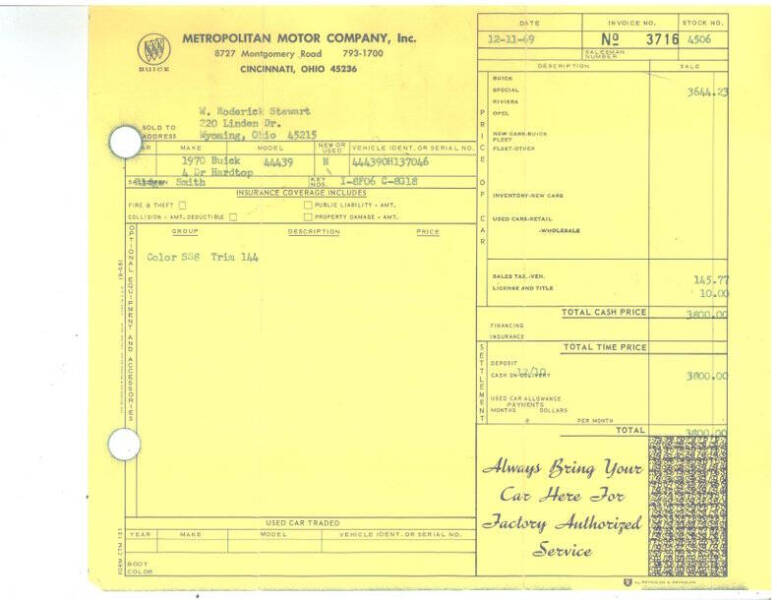 BUICK
METROPOLITAN MOTOR COMPANY, Inc.
8727 Montgomery Road 793-1700
CINCINNATI, OHIO 45236
DATE INVOICE NO. STOCK NO.
12-11-69 No 3716 4506
SALESMAN NUMBER
DESCRIPTION SALE
SOLD TO
ADDRESS
W. Roderick Stewart
220 Linden Dr.
Wyoming, Ohio 45215
MAKE MODEL NEW OR USED VEHICLE IDENT. OR SERIAL NO.
1970 Buick 44439 N 444390H137046
4 Dr Hardtop
Smith KEY NOS. 1-8F06 C-8G18
INSURANCE COVERAGE INCLUDES
FIRE & THEFT PUBLIC LIABILITY - AMT.
COLLISION - AMT. DEDUCTIBLE PROPERTY DAMAGE - AMT.
OPTIONAL EQUIPMENT AND ACCESSORIES
GROUP DESCRIPTION PRICE
Color SS6 Trim 144
PRICE OF CAR
BUICK
SPECIAL 3644.23
RIVIERA
OPEL
NEW CARS-BUICK
FLEET
FLEET-OTHER
INVENTORY-NEW CARS
USED CARS-RETAIL
-WHOLESALE
SALES TAX.-VEN. 145.77
LICENSE AND TITLE 10.00
TOTAL CASH PRICE 3800.00
FINANCING
INSURANCE
TOTAL TIME PRICE
SETTLEMENT
DEPOSIT
CASH ON DELIVERY 12/10 3800.00
USED CAR ALLOWANCE
PAYMENTS
MONTHS DOLLARS
PER MONTH
TOTAL 3800.00
Always Bring Your
Car Here For
Factory Authorized
Service
USED CAR TRADED
YEAR MAKE MODEL VEHICLE IDENT. OR SERIAL NO.
BODY
COLOR
FORM CTM 151